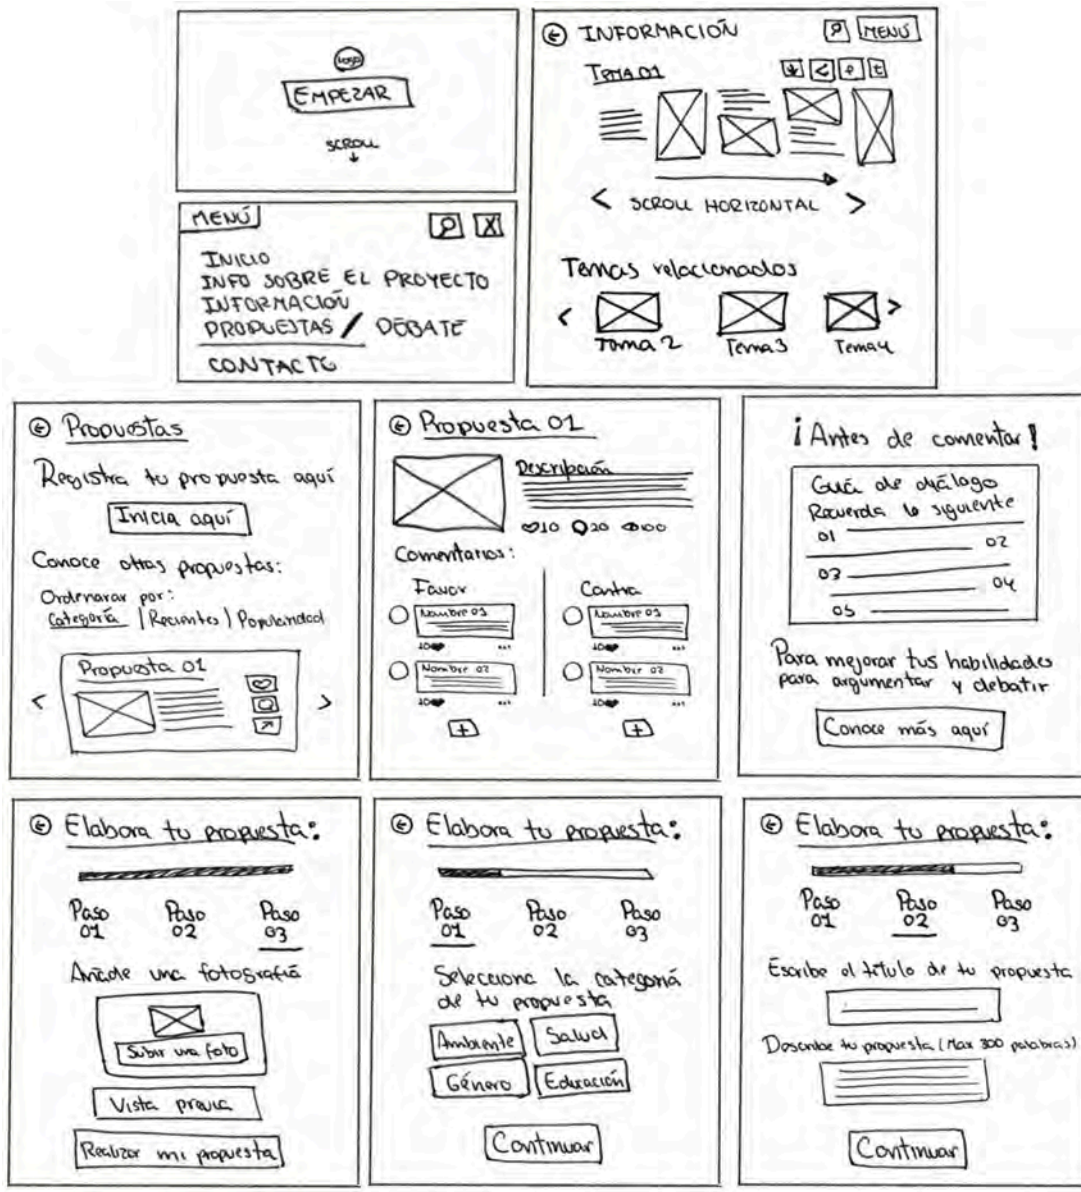 LOGO
EMPEZAR
SCROLL
MENÚ
INICIO
INFO SOBRE EL PROYECTO
INFORMACIÓN
PROPUESTAS / DEBATE
CONTACTO
INFORMACIÓN
MENÚ
TEMA 01
SCROLL HORIZONTAL
Temas relacionados
Tema 2 Tema 3 Tema 4
Propuestas
Registra tu propuesta aquí
Inicia aquí
Conoce otras propuestas:
Ordenarar por:
Categoría | Recientes | Popularidad
Propuesta 01
Propuesta 01
Descripción
10 20 100
Comentarios:
Favor Contra
Nombre 01 Nombre 01
10 10
Nombre 02 Nombre 02
10 10
¡Antes de comentar!
Guía de diálogo
Recuerda lo siguiente
01
02
03
04
05
Para mejorar tus habilidades
para argumentar y debatir
Conoce más aquí
Elabora tu propuesta:
Paso 01 Paso 02 Paso 03
Añade una fotografía
Subir una foto
Vista previa
Realizar mi propuesta
Elabora tu propuesta:
Paso 01 Paso 02 Paso 03
Selecciona la categoría
de tu propuesta
Ambiente Salud
Género Educación
Continuar
Elabora tu propuesta:
Paso 01 Paso 02 Paso 03
Escribe el título de tu propuesta
Describe tu propuesta (Max 300 palabras)
Continuar